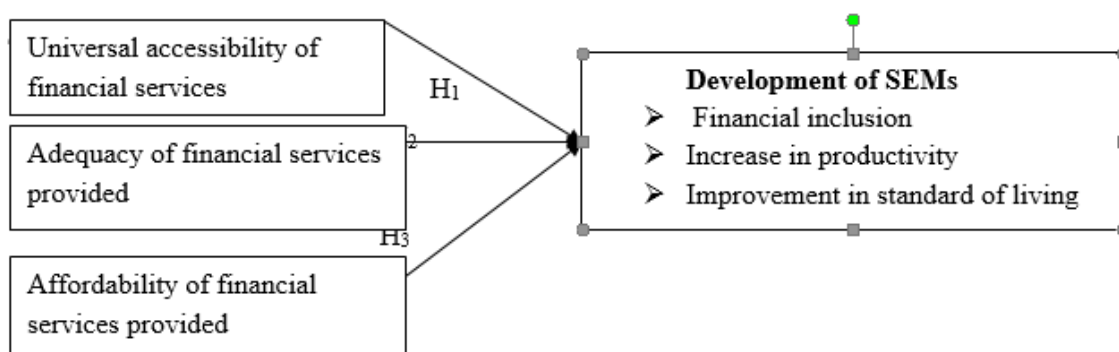 Universal accessibility of
financial services
H₁
Adequacy of financial services
provided
2
H₃
Affordability of financial
services provided
Development of SEMs
Financial inclusion
Increase in productivity
Improvement in standard of living